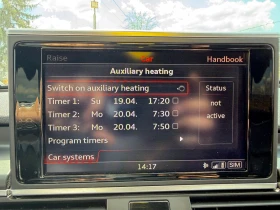 Raise
Handbook
Auxiliary heating
Switch on auxiliary heating
Status
Timer 1: Su 19.04. 17:20
not
Timer 2: Mo 20.04. 7:30
active
Timer 3: Mo 20.04. 7:50
Program timers
Car systems
14:17
SIM